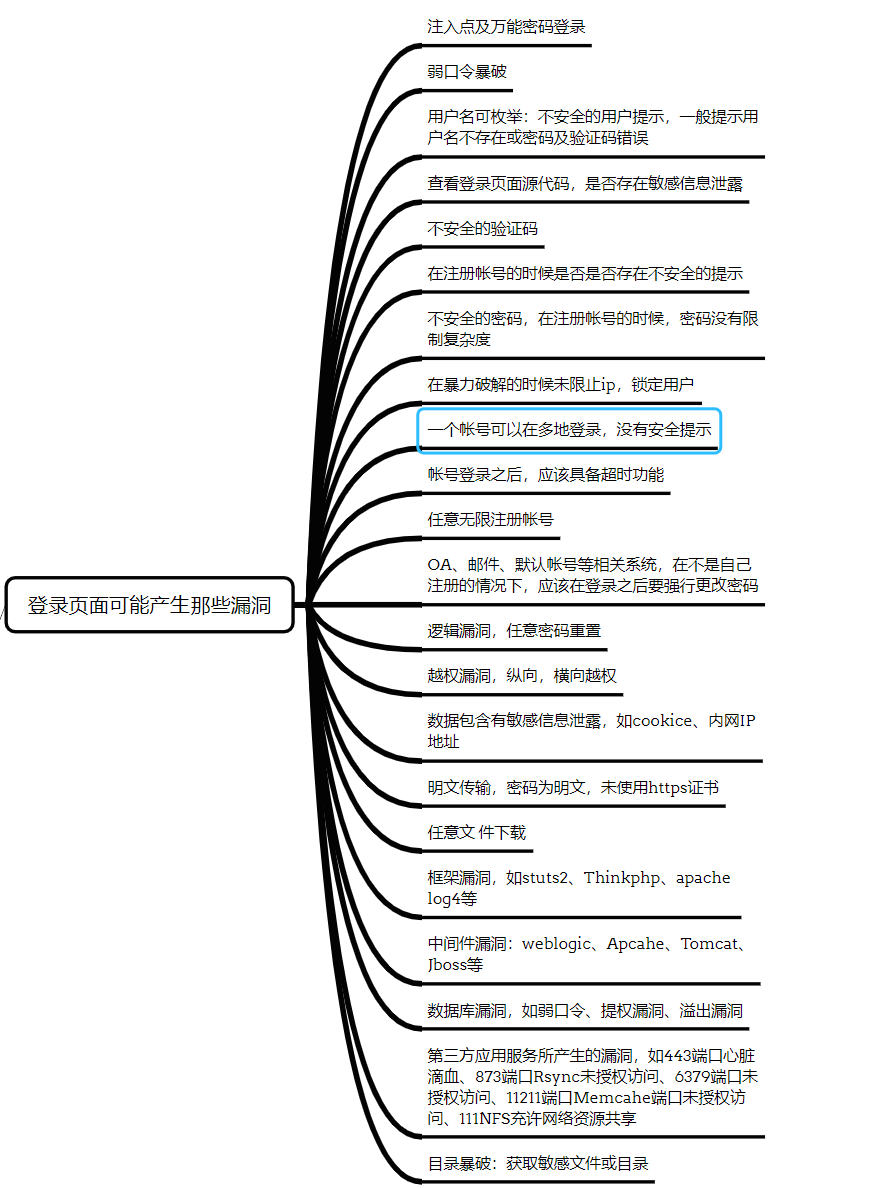 注入点及万能密码登录
弱口令暴破
用户名可枚举：不安全的用户提示，一般提示用
户名不存在或密码及验证码错误
查看登录页面源代码，是否存在敏感信息泄露
不安全的验证码
在注册帐号的时候是否是否存在不安全的提示
不安全的密码，在注册帐号的时候，密码没有限
制复杂度
在暴力破解的时候未限止ip，锁定用户
一个帐号可以在多地登录，没有安全提示
帐号登录之后，应该具备超时功能
任意无限注册帐号
OA、邮件、默认帐号等相关系统，在不是自己
注册的情况下，应该在登录之后要强行更改密码
登录页面可能产生那些漏洞
逻辑漏洞，任意密码重置
越权漏洞，纵向，横向越权
数据包含有敏感信息泄露，如cookice、内网IP
地址
明文传输，密码为明文，未使用https证书
任意文 件下载
框架漏洞，如stuts2、Thinkphp、apache
log4等
中间件漏洞：weblogic、Apcahe、Tomcat、
Jboss等
数据库漏洞，如弱口令、提权漏洞、溢出漏洞
第三方应用服务所产生的漏洞，如443端口心脏
滴血、873端口Rsync未授权访问、6379端口未
授权访问、11211端口Memcahe端口未授权访
问、111NFS充许网络资源共享
目录暴破：获取敏感文件或目录